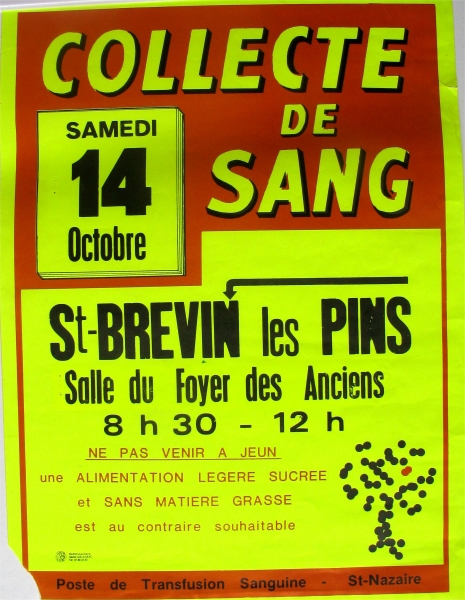 COLLECTE
DE
SANG
SAMEDI
14
Octobre
St-BREVIN les PINS
Salle du Foyer des Anciens
8 h 30 - 12 h
NE PAS VENIR A JEUN
une ALIMENTATION LEGERE SUCREE
et SANS MATIERE GRASSE
est au contraire souhaitable
Poste de Transfusion Sanguine - St-Nazaire